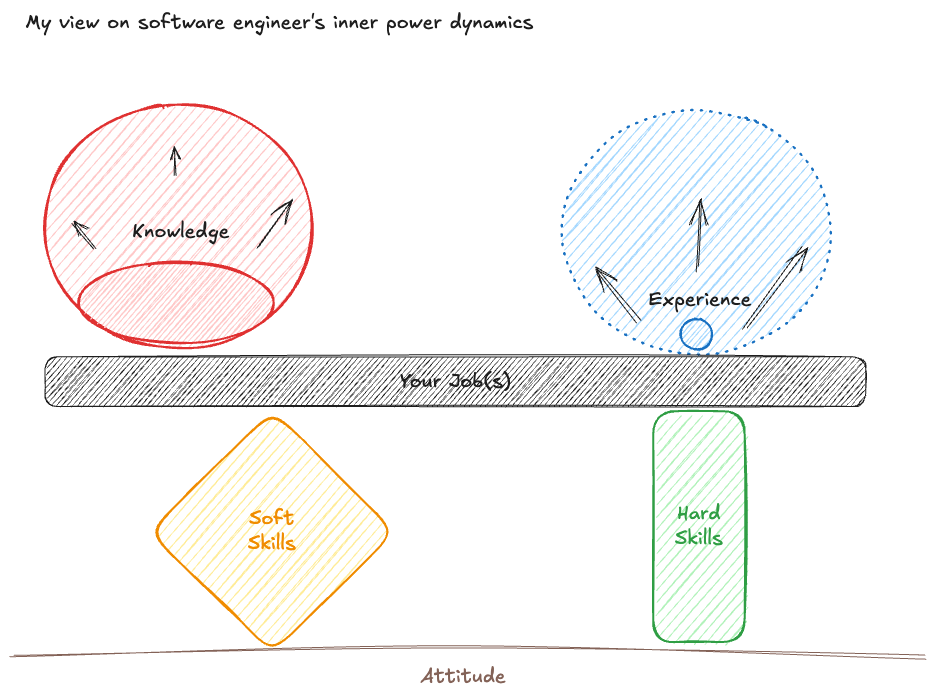 My view on software engineer's inner power dynamics
Knowledge
Experience
Your Job(s)
Soft
Skills
Hard
Skills
Attitude